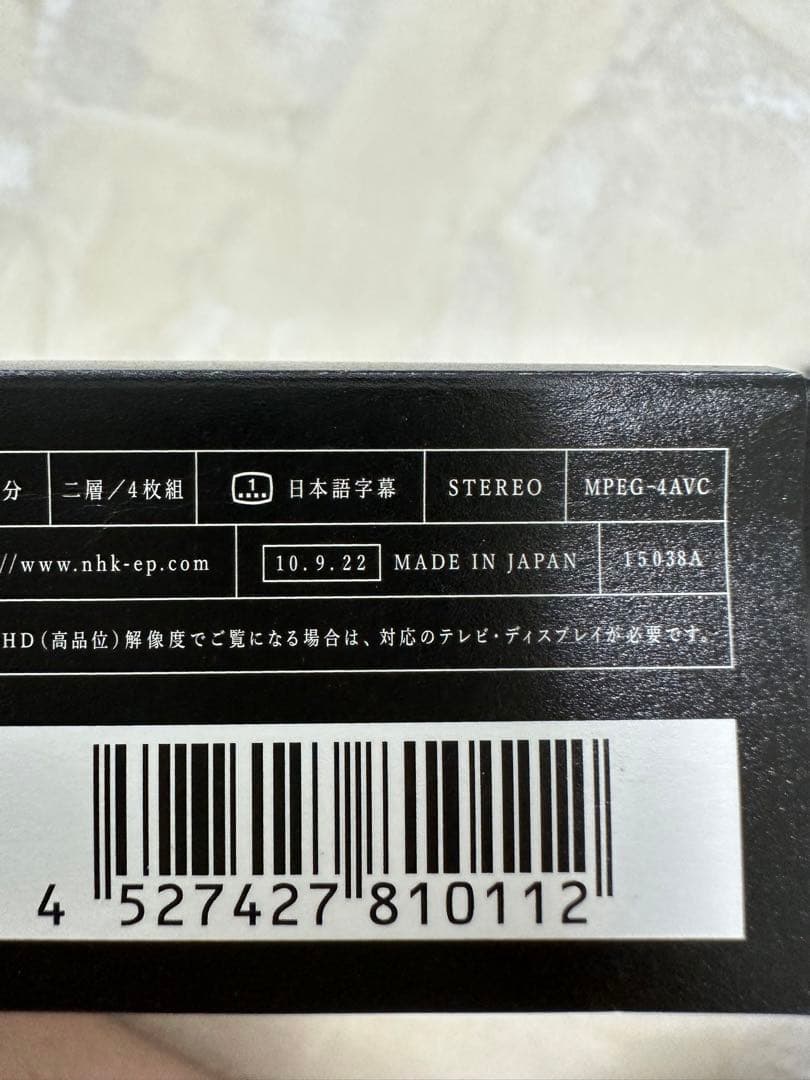 分 二層／4枚組 1 日本語字幕 STEREO MPEG-4AVC
//www.nhk-ep.com 10.9.22 MADE IN JAPAN 15038A
HD(高品位)解像度でご覧になる場合は、対応のテレビ・ディスプレイが必要です。
4 527427 810112